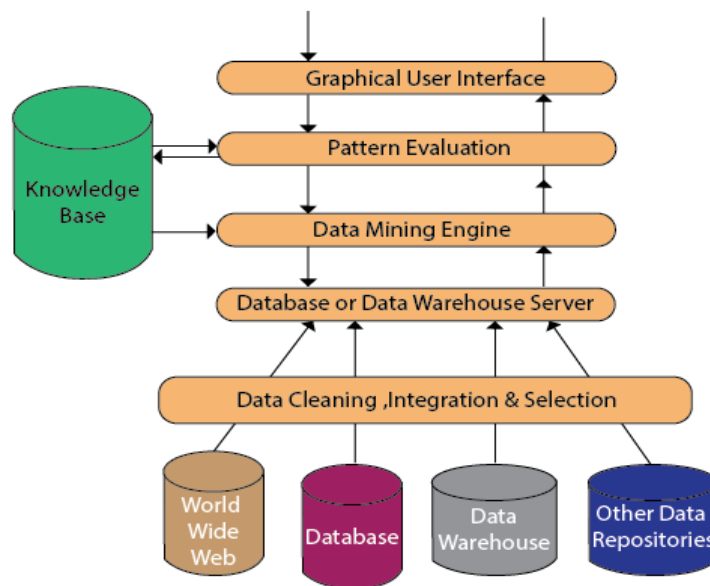 Graphical User Interface
Pattern Evaluation
Knowledge
Base
Data Mining Engine
Database or Data Warehouse Server
Data Cleaning ,Integration & Selection
World
Wide
Web
Database
Data
Warehouse
Other Data
Repositories